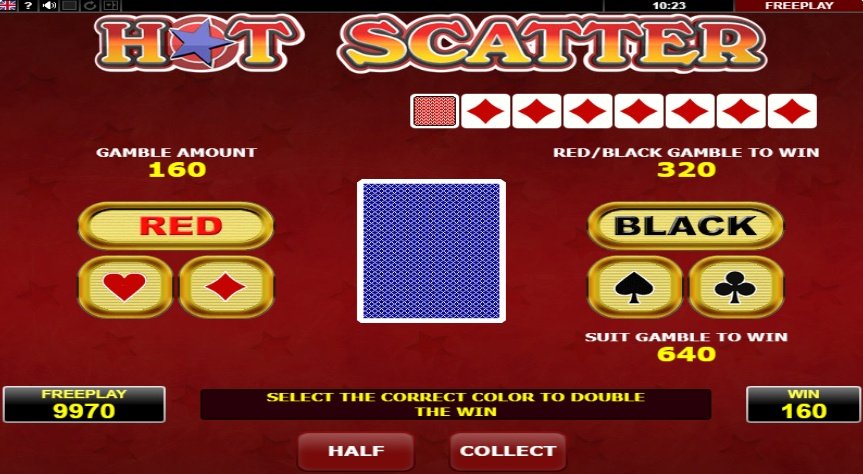 ?
10:23
FREEPLAY
HOT SCATTER
GAMBLE AMOUNT
160
RED/BLACK GAMBLE TO WIN
320
RED
BLACK
SUIT GAMBLE TO WIN
640
FREEPLAY
9970
SELECT THE CORRECT COLOR TO DOUBLE
THE WIN
WIN
160
HALF
COLLECT